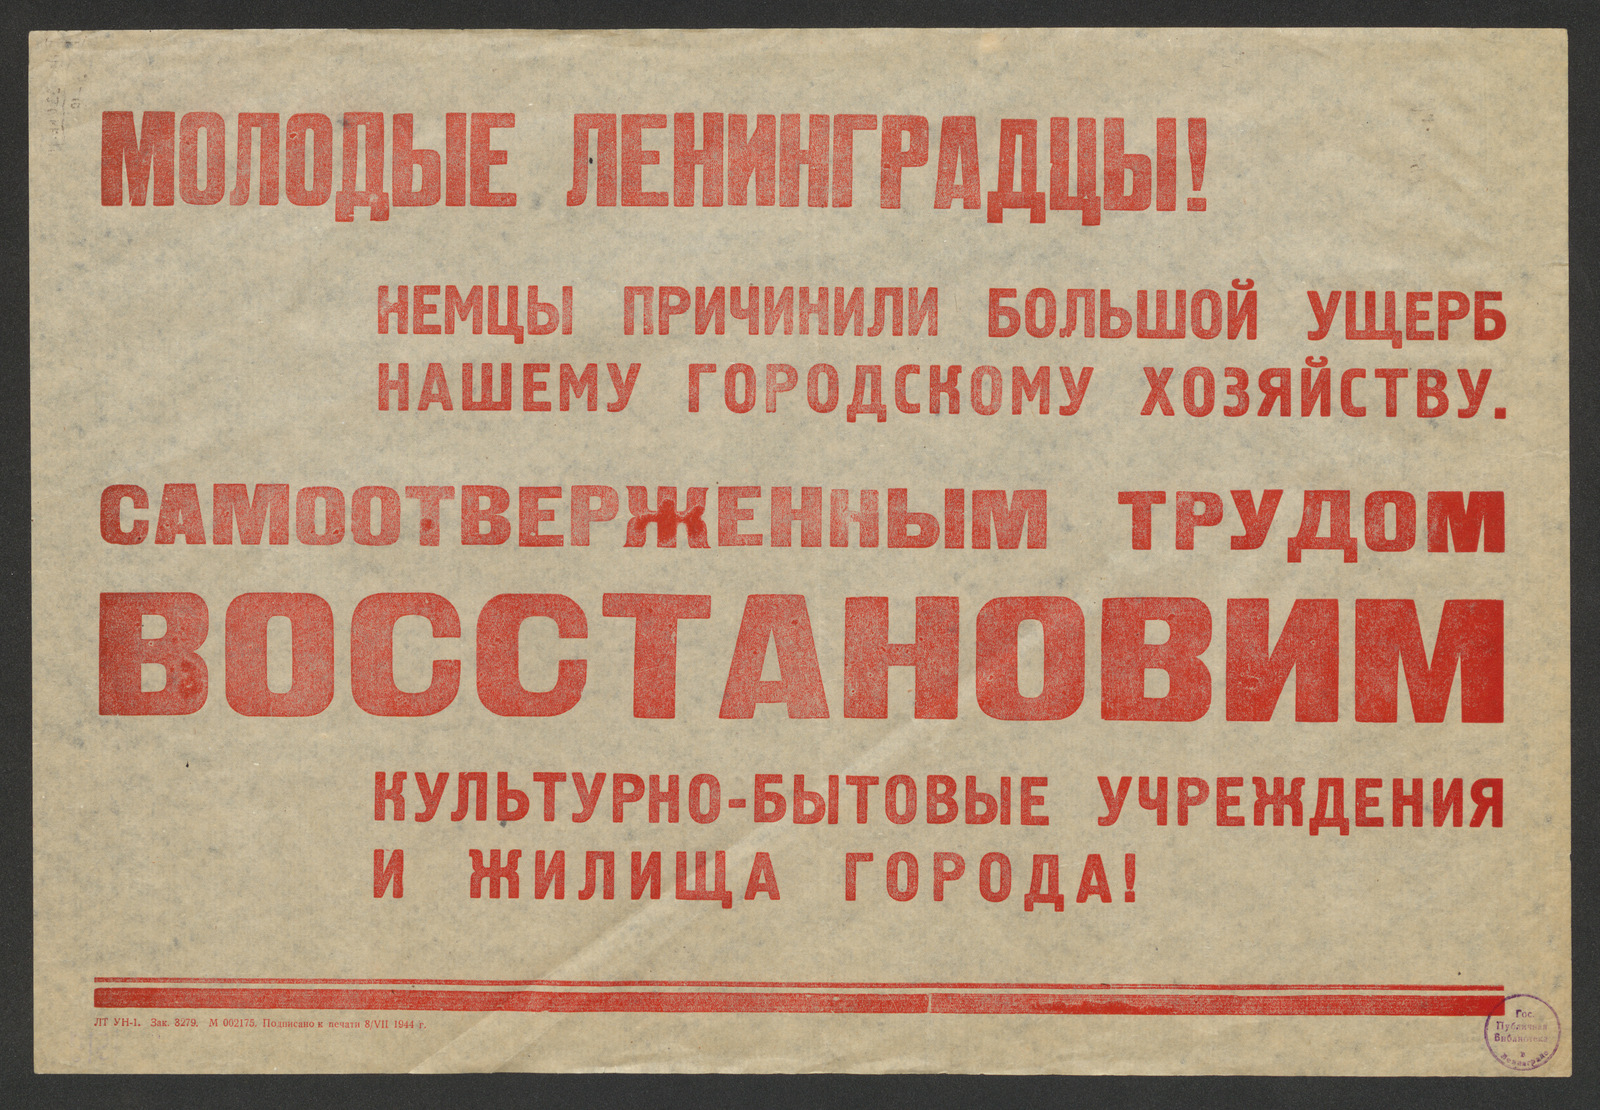 МОЛОДЫЕ ЛЕНИНГРАДЦЫ!
НЕМЦЫ ПРИЧИНИЛИ БОЛЬШОЙ УЩЕРБ
НАШЕМУ ГОРОДСКОМУ ХОЗЯЙСТВУ.
САМООТВЕРЖЕННЫМ ТРУДОМ
ВОССТАНОВИМ
КУЛЬТУРНО-БЫТОВЫЕ УЧРЕЖДЕНИЯ
И ЖИЛИЩА ГОРОДА!
ЛТ УН-1. Зак. 3279. М 002175. Подписано к печати 8/VII 1944 г.
Гос.
Публичная
Библиотека
в
Ленинграде